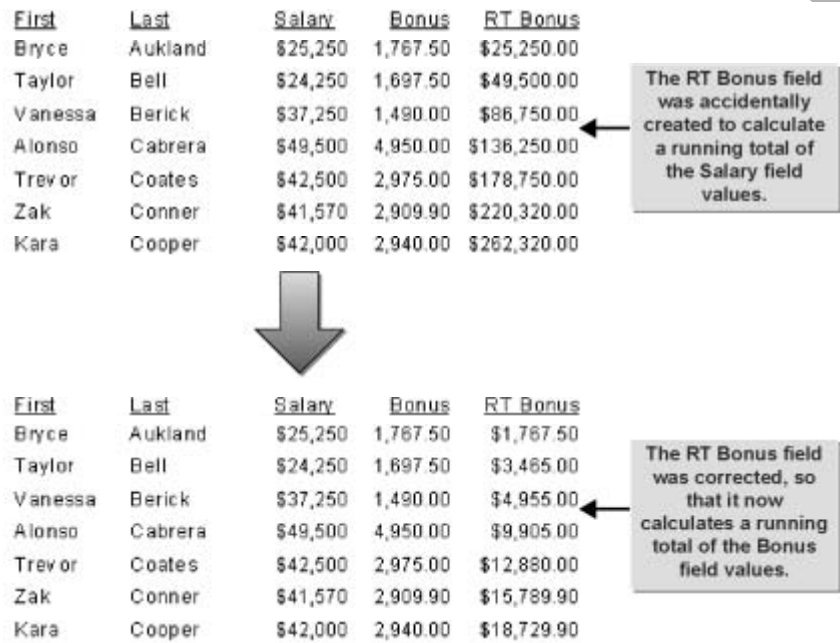 First Last Salary Bonus RT Bonus
Bryce Aukland $25,250 1,767.50 $25,250.00
Taylor Bell $24,250 1,697.50 $49,500.00
Vanessa Berick $37,250 1,490.00 $86,750.00
Alonso Cabrera $49,500 4,950.00 $136,250.00
Trevor Coates $42,500 2,975.00 $178,750.00
Zak Conner $41,570 2,909.90 $220,320.00
Kara Cooper $42,000 2,940.00 $262,320.00
The RT Bonus field
was accidentally
created to calculate
a running total of
the Salary field
values.
First Last Salary Bonus RT Bonus
Bryce Aukland $25,250 1,767.50 $1,767.50
Taylor Bell $24,250 1,697.50 $3,465.00
Vanessa Berick $37,250 1,490.00 $4,955.00
Alonso Cabrera $49,500 4,950.00 $9,905.00
Trevor Coates $42,500 2,975.00 $12,880.00
Zak Conner $41,570 2,909.90 $15,789.90
Kara Cooper $42,000 2,940.00 $18,729.90
The RT Bonus field
was corrected, so
that it now
calculates a running
total of the Bonus
field values.